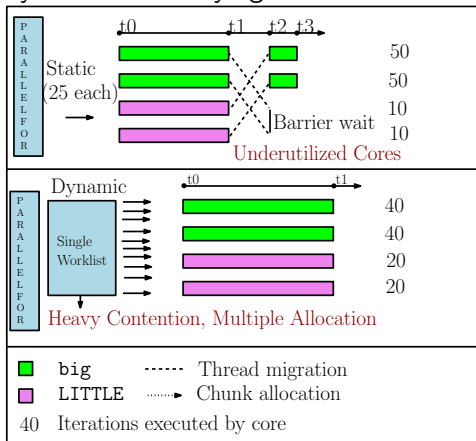 t0 t1 t2 t3
PARALLELFOR
Static
(25 each)
50
50
10
10
Barrier wait
Underutilized Cores
Dynamic
t0 t1
PARALLELFOR
Single
Worklist
40
40
20
20
Heavy Contention, Multiple Allocation
big Thread migration
LITTLE Chunk allocation
40 Iterations executed by core